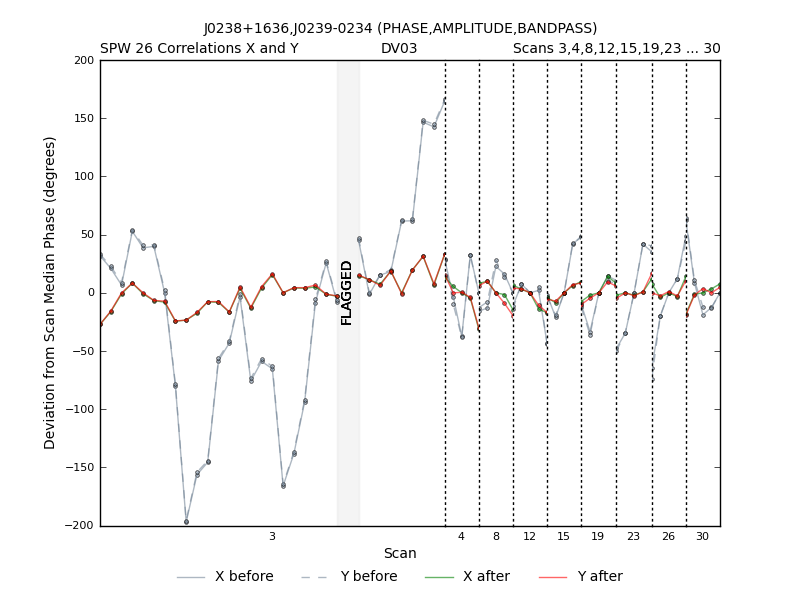 J0238+1636,J0239-0234 (PHASE,AMPLITUDE,BANDPASS)
SPW 26 Correlations X and Y DV03 Scans 3,4,8,12,15,19,23 ... 30
200
150
100
50
0
−50
−100
−150
−200
Deviation from Scan Median Phase (degrees)
FLAGGED
3 4 8 12 15 19 23 26 30
Scan
X before Y before X after Y after